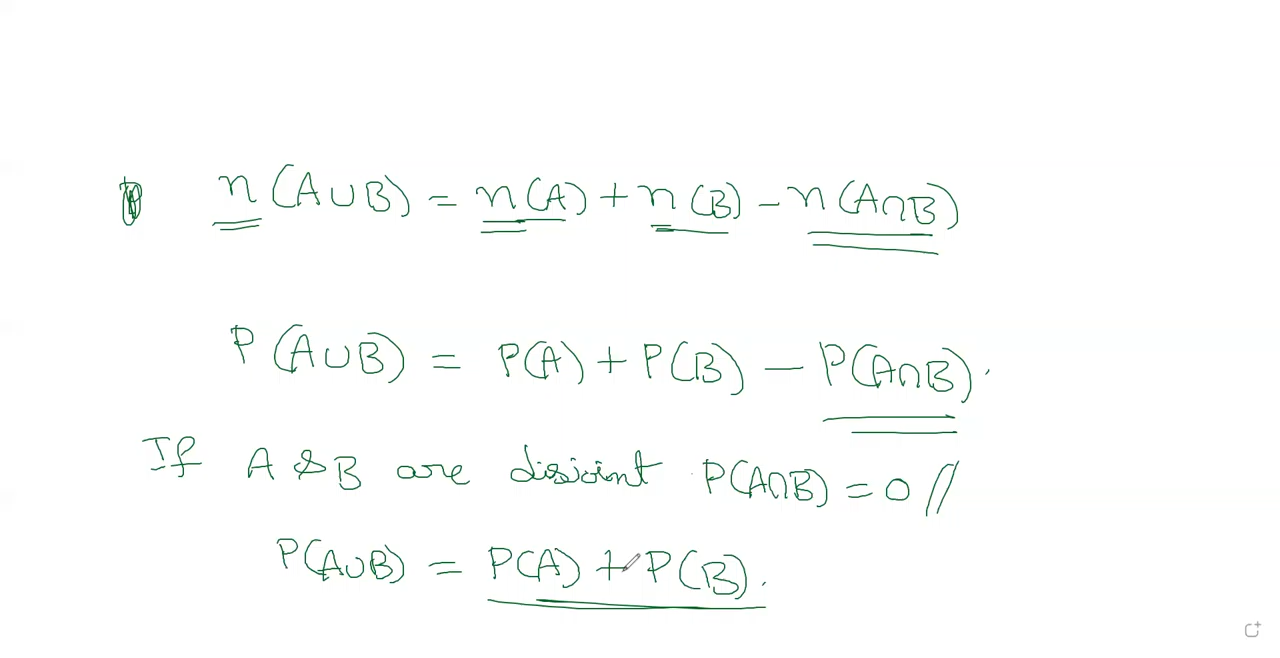 n(A∪B) = n(A) + n(B) - n(A∩B)
P(A∪B) = P(A) + P(B) - P(A∩B).
If A & B are disjoint P(A∩B) = 0 //
P(A∪B) = P(A) + P(B).